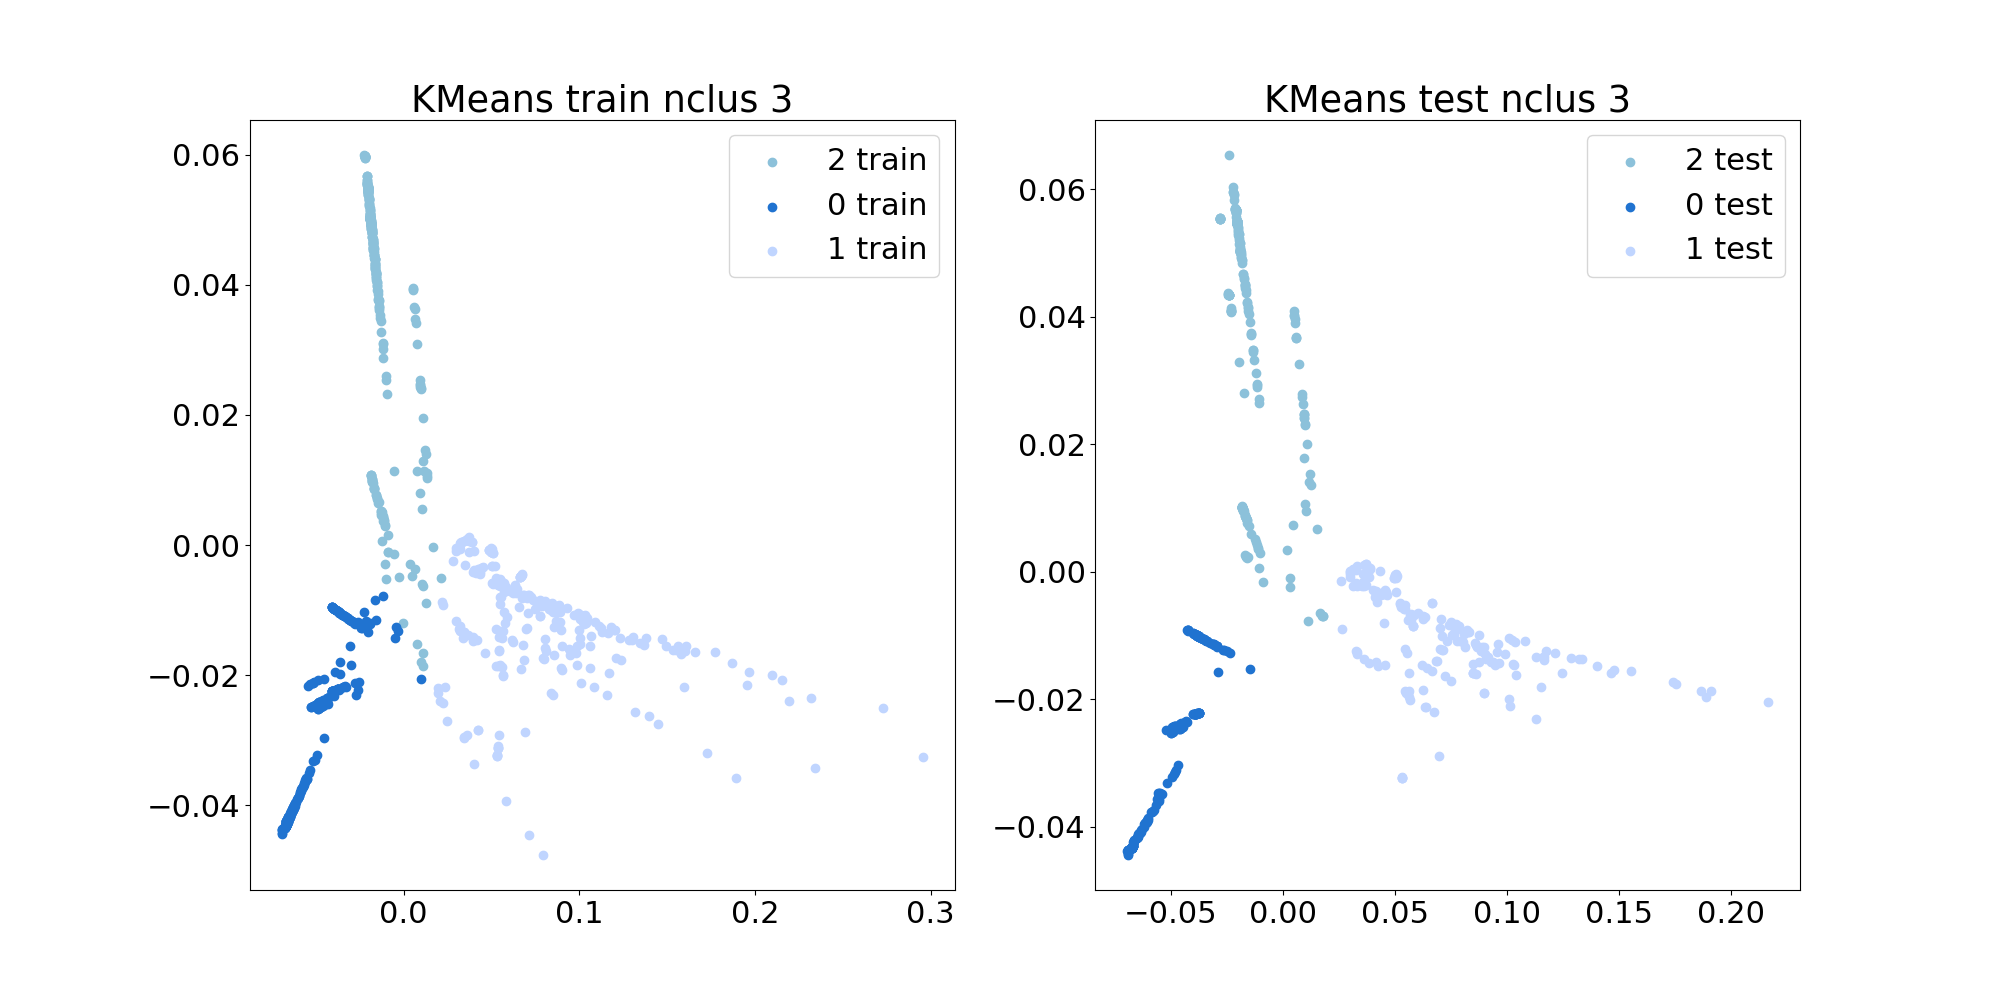 KMeans train nclus 3
2 train
0 train
1 train
0.06
0.04
0.02
0.00
−0.02
−0.04
0.0 0.1 0.2 0.3
KMeans test nclus 3
2 test
0 test
1 test
0.06
0.04
0.02
0.00
−0.02
−0.04
−0.05 0.00 0.05 0.10 0.15 0.20